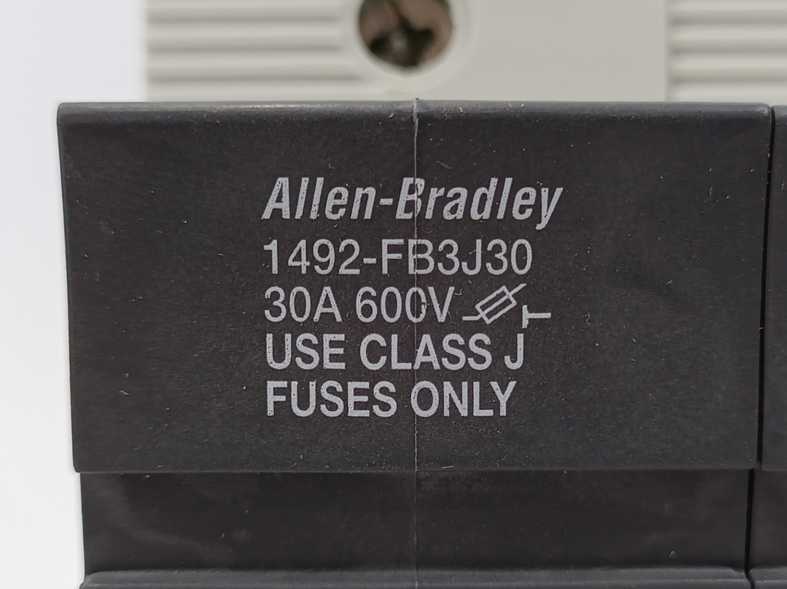 Allen-Bradley
1492-FB3J30
30A 600V
USE CLASS J
FUSES ONLY